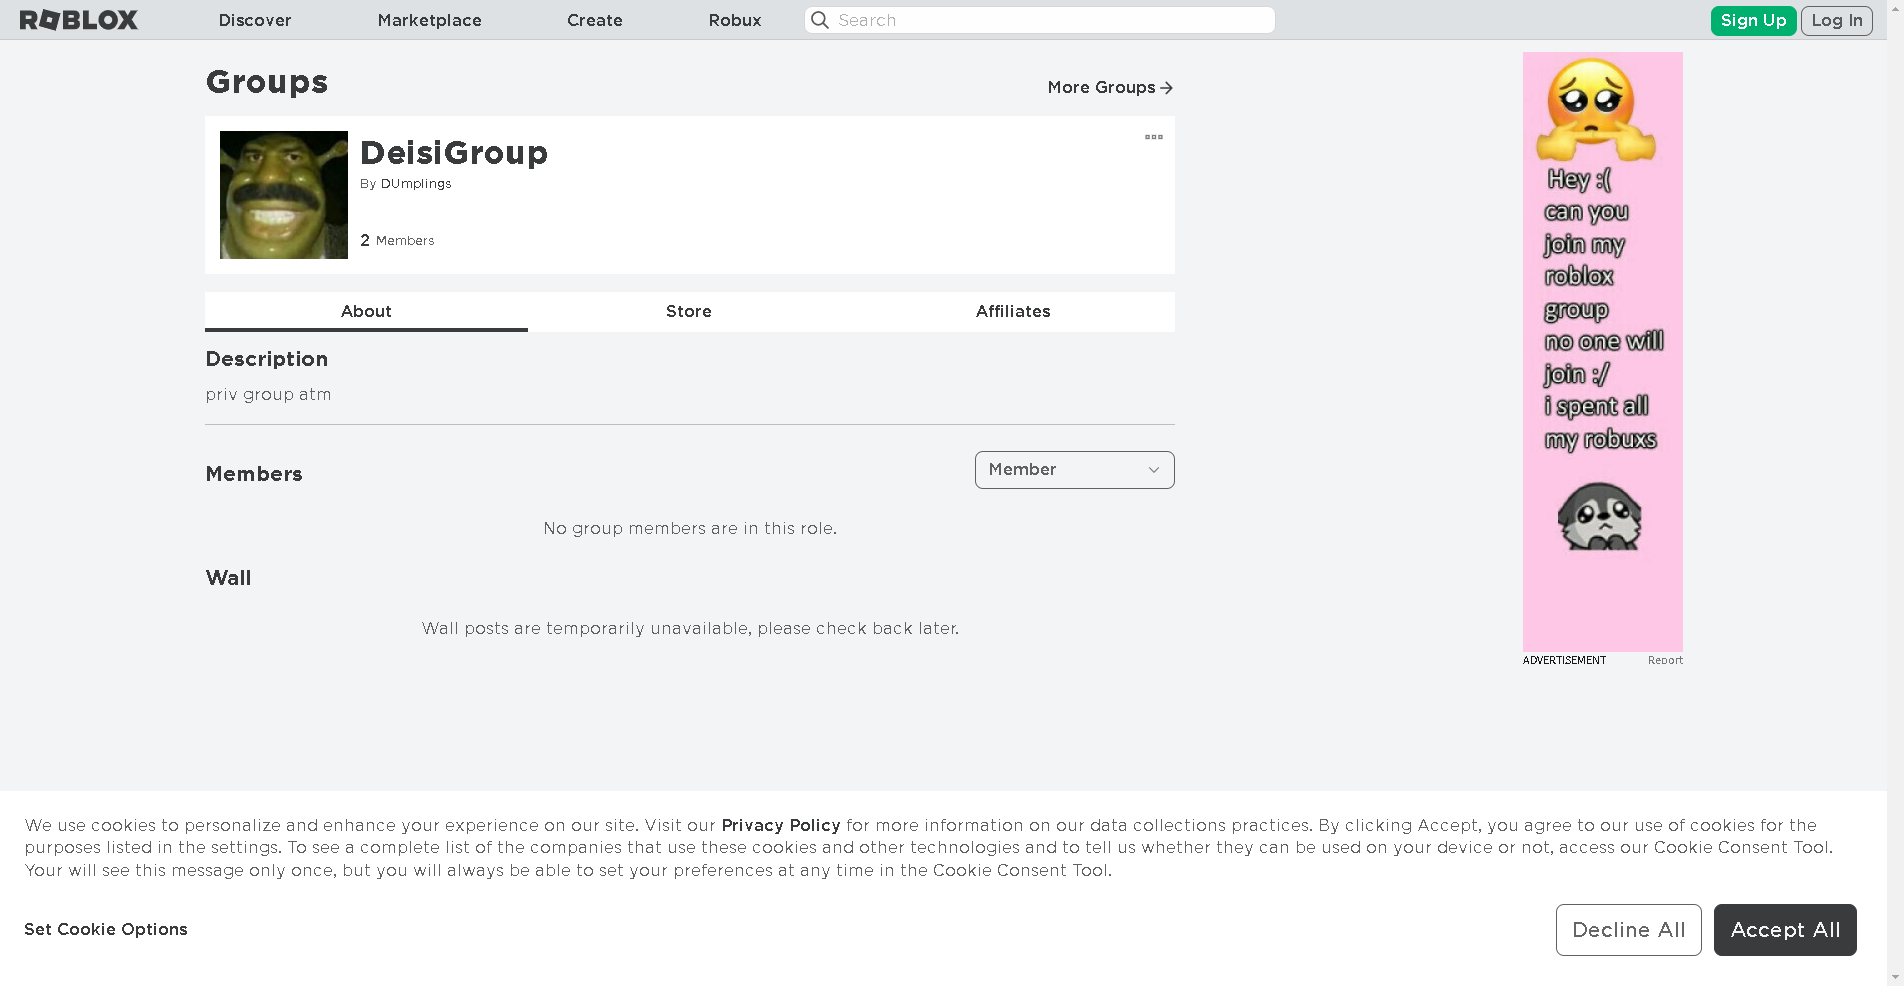 ROBLOX
Discover
Marketplace
Create
Robux
Search
Sign Up
Log In
Groups
More Groups
DeisiGroup
By DUmplings
2 Members
About
Store
Affiliates
Description
priv group atm
Members
Member
No group members are in this role.
Wall
Wall posts are temporarily unavailable, please check back later.
Hey :(
can you
join my
roblox
group
no one will
join :/
i spent all
my robuxs
ADVERTISEMENT
Report
We use cookies to personalize and enhance your experience on our site. Visit our Privacy Policy for more information on our data collections practices. By clicking Accept, you agree to our use of cookies for the
purposes listed in the settings. To see a complete list of the companies that use these cookies and other technologies and to tell us whether they can be used on your device or not, access our Cookie Consent Tool.
Your will see this message only once, but you will always be able to set your preferences at any time in the Cookie Consent Tool.
Set Cookie Options
Decline All
Accept All